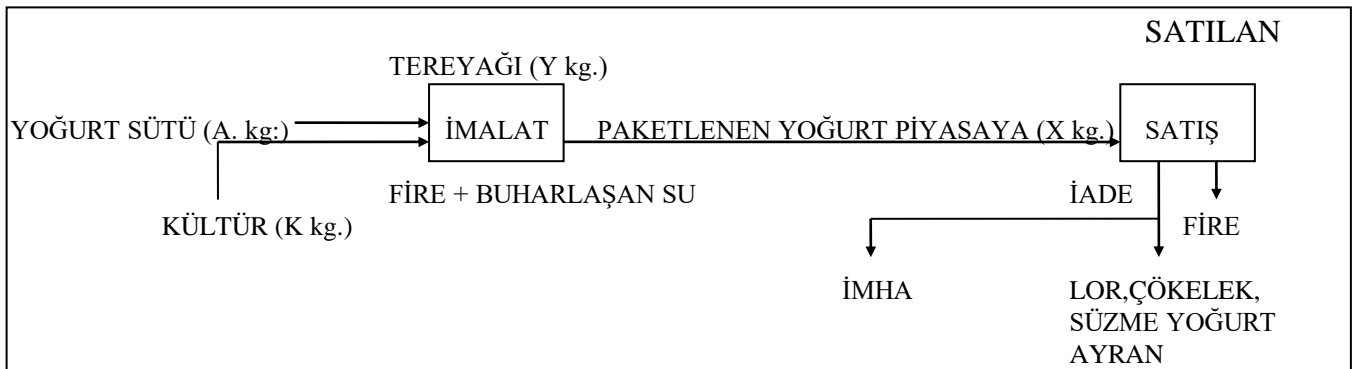 SATILAN
TEREYAĞI (Y kg.)
YOĞURT SÜTÜ (A. kg:)
İMALAT
PAKETLENEN YOĞURT PİYASAYA (X kg.)
SATIŞ
FİRE + BUHARLAŞAN SU
İADE
KÜLTÜR (K kg.)
FİRE
İMHA
LOR,ÇÖKELEK,
SÜZME YOĞURT
AYRAN